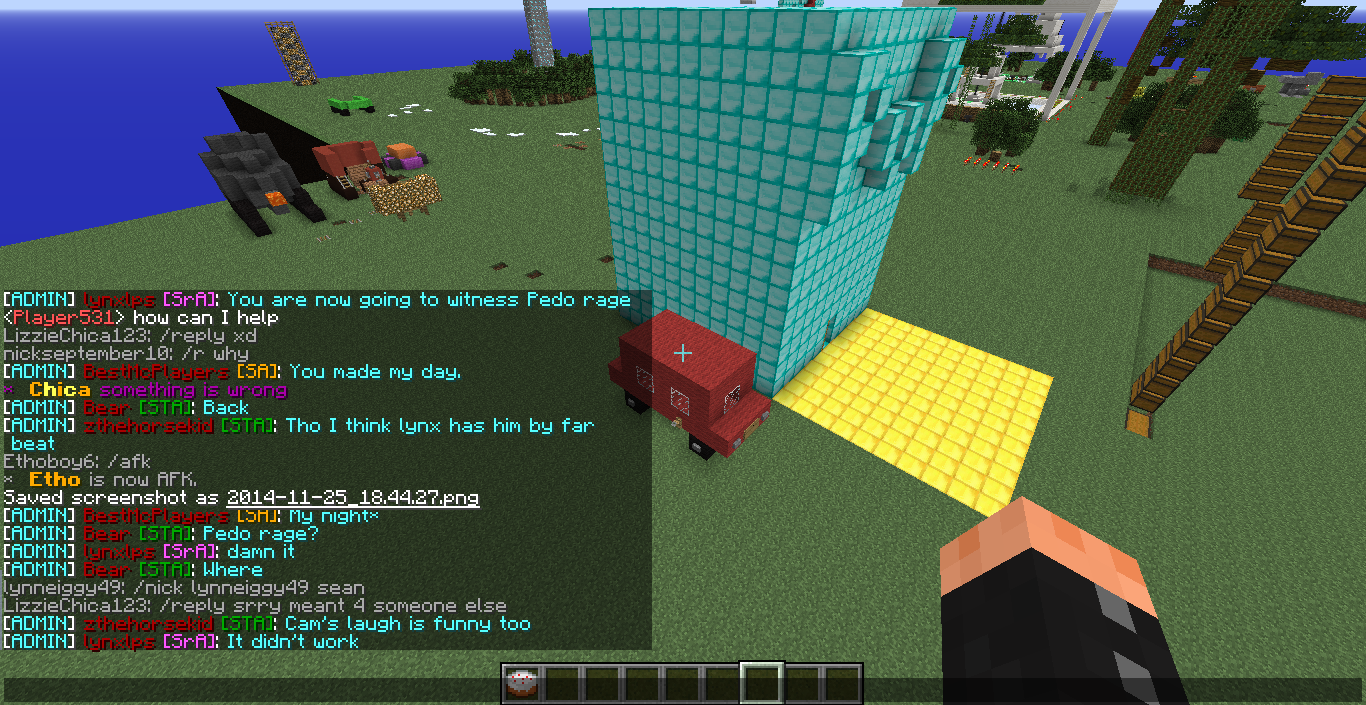 [ADMIN] lynxlps [SrA]: You are now going to witness Pedo rage
<Player531> how can I help
LizzieChica123: /reply xd
nickseptember10: /r why
[ADMIN] BestMcPlayers [SA]: You made my day.
* Chica something is wrong
[ADMIN] Bear [STA]: Back
[ADMIN] zthehorsekid [STA]: Tho I think lynx has him by far
beat
Ethoboy6: /afk
* Etho is now AFK.
Saved screenshot as 2014-11-25_18.44.27.png
[ADMIN] BestMcPlayers [SA]: My night*
[ADMIN] Bear [STA]: Pedo rage?
[ADMIN] lynxlps [SrA]: damn it
[ADMIN] Bear [STA]: Where
lynneiggy49: /nick lynneiggy49 sean
LizzieChica123: /reply srry meant 4 someone else
[ADMIN] zthehorsekid [STA]: Cam's laugh is funny too
[ADMIN] lynxlps [SrA]: It didn't work